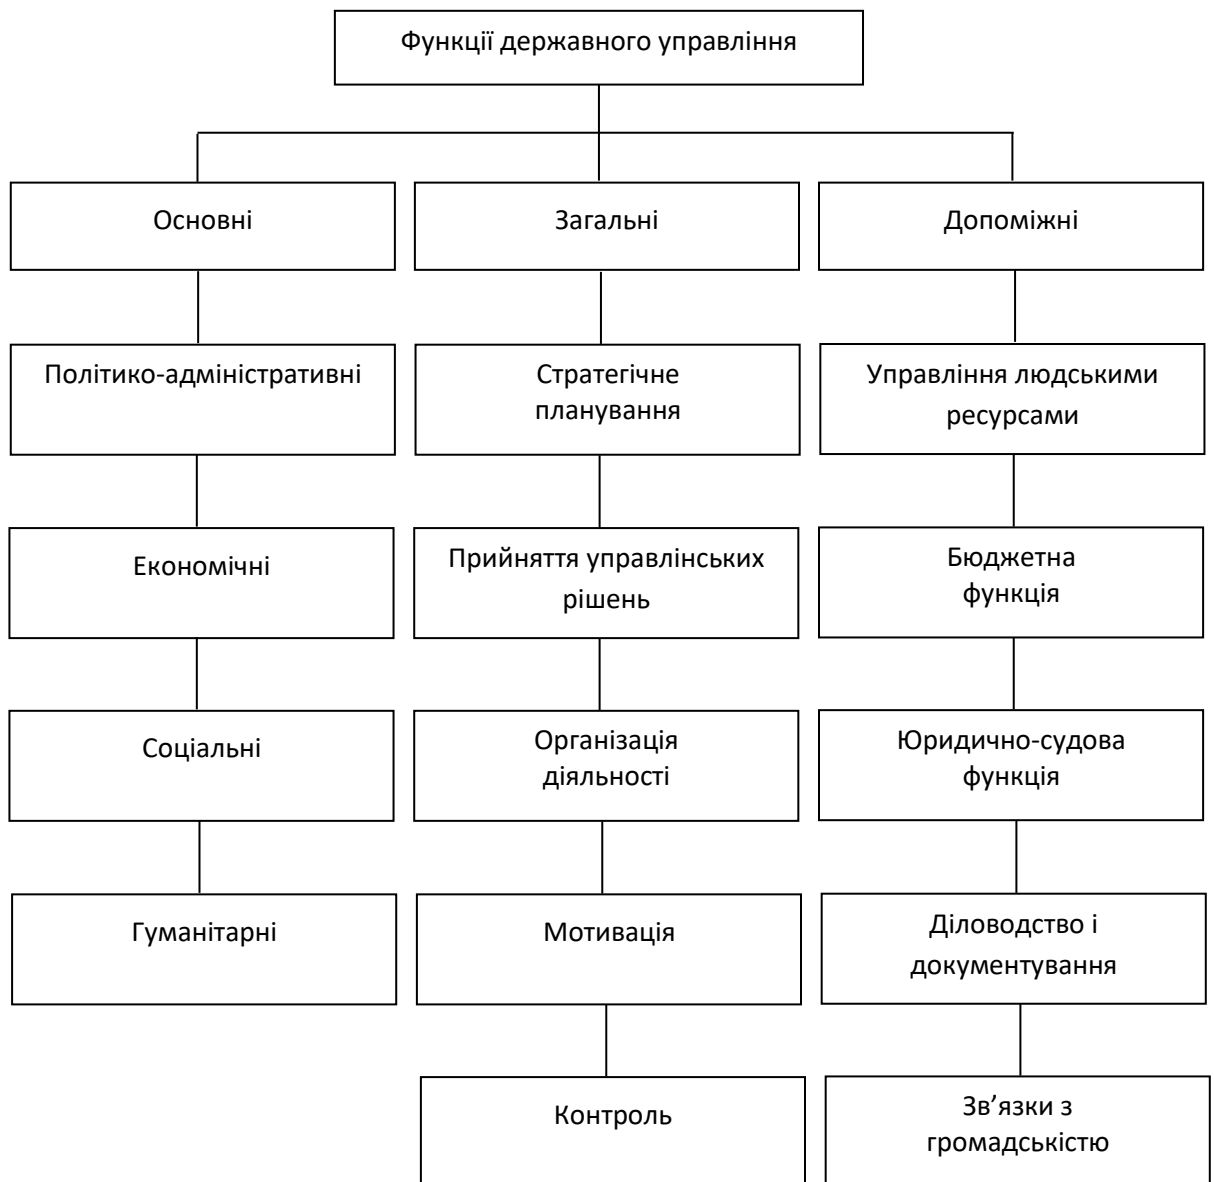 Функції державного управління
Основні
Загальні
Допоміжні
Політико-адміністративні
Стратегічне
планування
Управління людськими
ресурсами
Економічні
Прийняття управлінських
рішень
Бюджетна
функція
Соціальні
Організація
діяльності
Юридично-судова
функція
Гуманітарні
Мотивація
Діловодство і
документування
Контроль
Зв’язки з
громадськістю